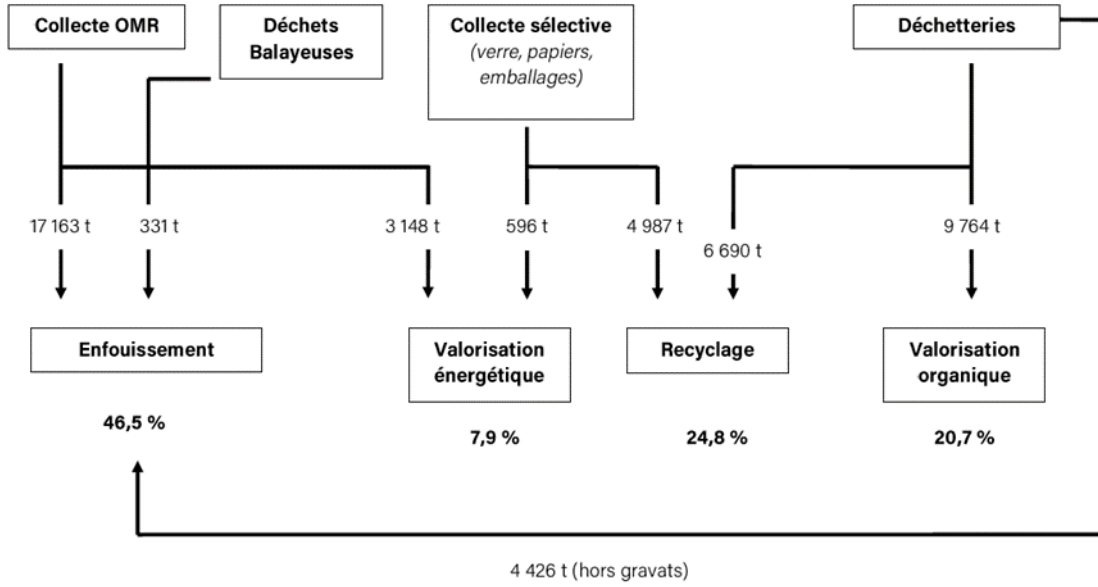 Collecte OMR
Déchets
Balayeuses
Collecte sélective
(verre, papiers,
emballages)
Déchetteries
17 163 t
331 t
3 148 t
596 t
4 987 t
6 690 t
9 764 t
Enfouissement
Valorisation
énergétique
Recyclage
Valorisation
organique
46,5 %
7,9 %
24,8 %
20,7 %
4 426 t (hors gravats)